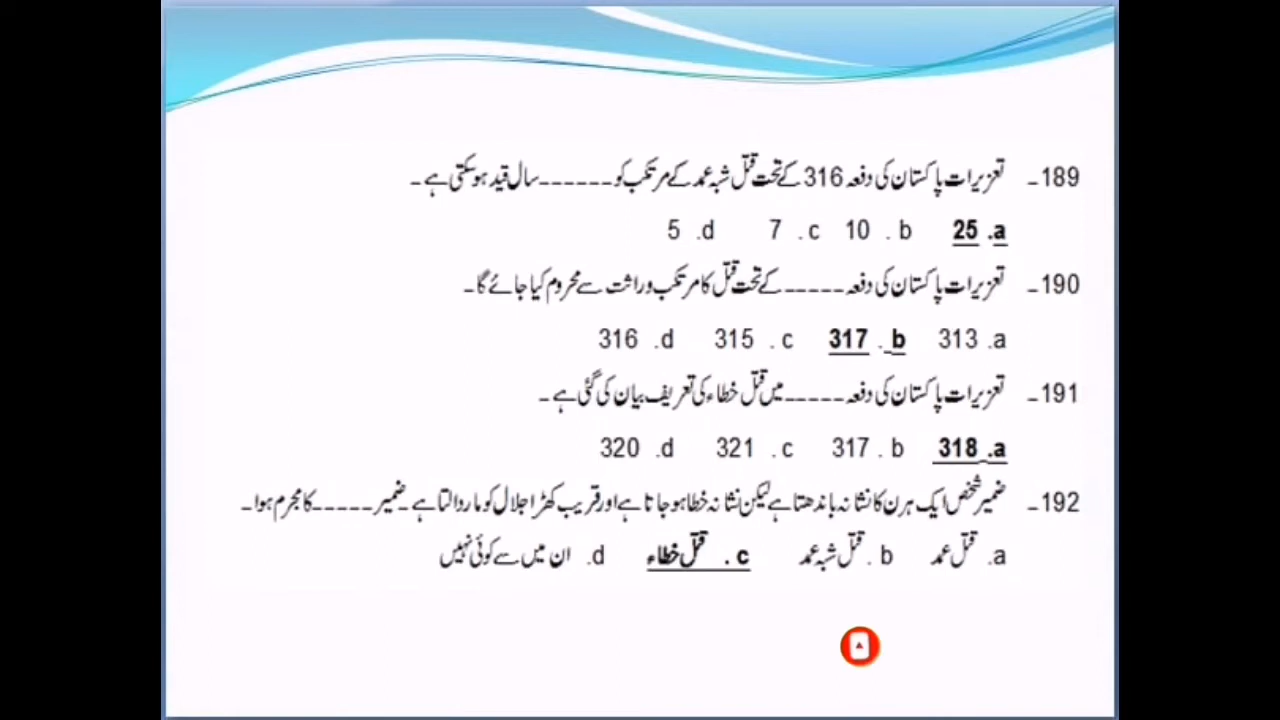 189۔ تعزیرات پاکستان کی دفعہ 316 کے تحت قتل شبہ عمد کے مرتکب کو ------ سال قید ہو سکتی ہے۔
a. 25 b. 10 c. 7 d. 5
190۔ تعزیرات پاکستان کی دفعہ ----- کے تحت قتل کا مرتکب وراثت سے محروم کیا جائے گا۔
a. 313 b. 317 c. 315 d. 316
191۔ تعزیرات پاکستان کی دفعہ ----- میں قتل خطاء کی تعریف بیان کی گئی ہے۔
a. 318 b. 317 c. 321 d. 320
192۔ ضمیر شخص ایک ہرن کا نشانہ باندھتا ہے لیکن نشانہ خطا ہو جاتا ہے اور قریب کھڑا جلال کو مار ڈالتا ہے۔ ضمیر ----- کا مجرم ہوا۔
a. قتل عمد b. قتل شبہ عمد c. قتل خطاء d. ان میں سے کوئی نہیں